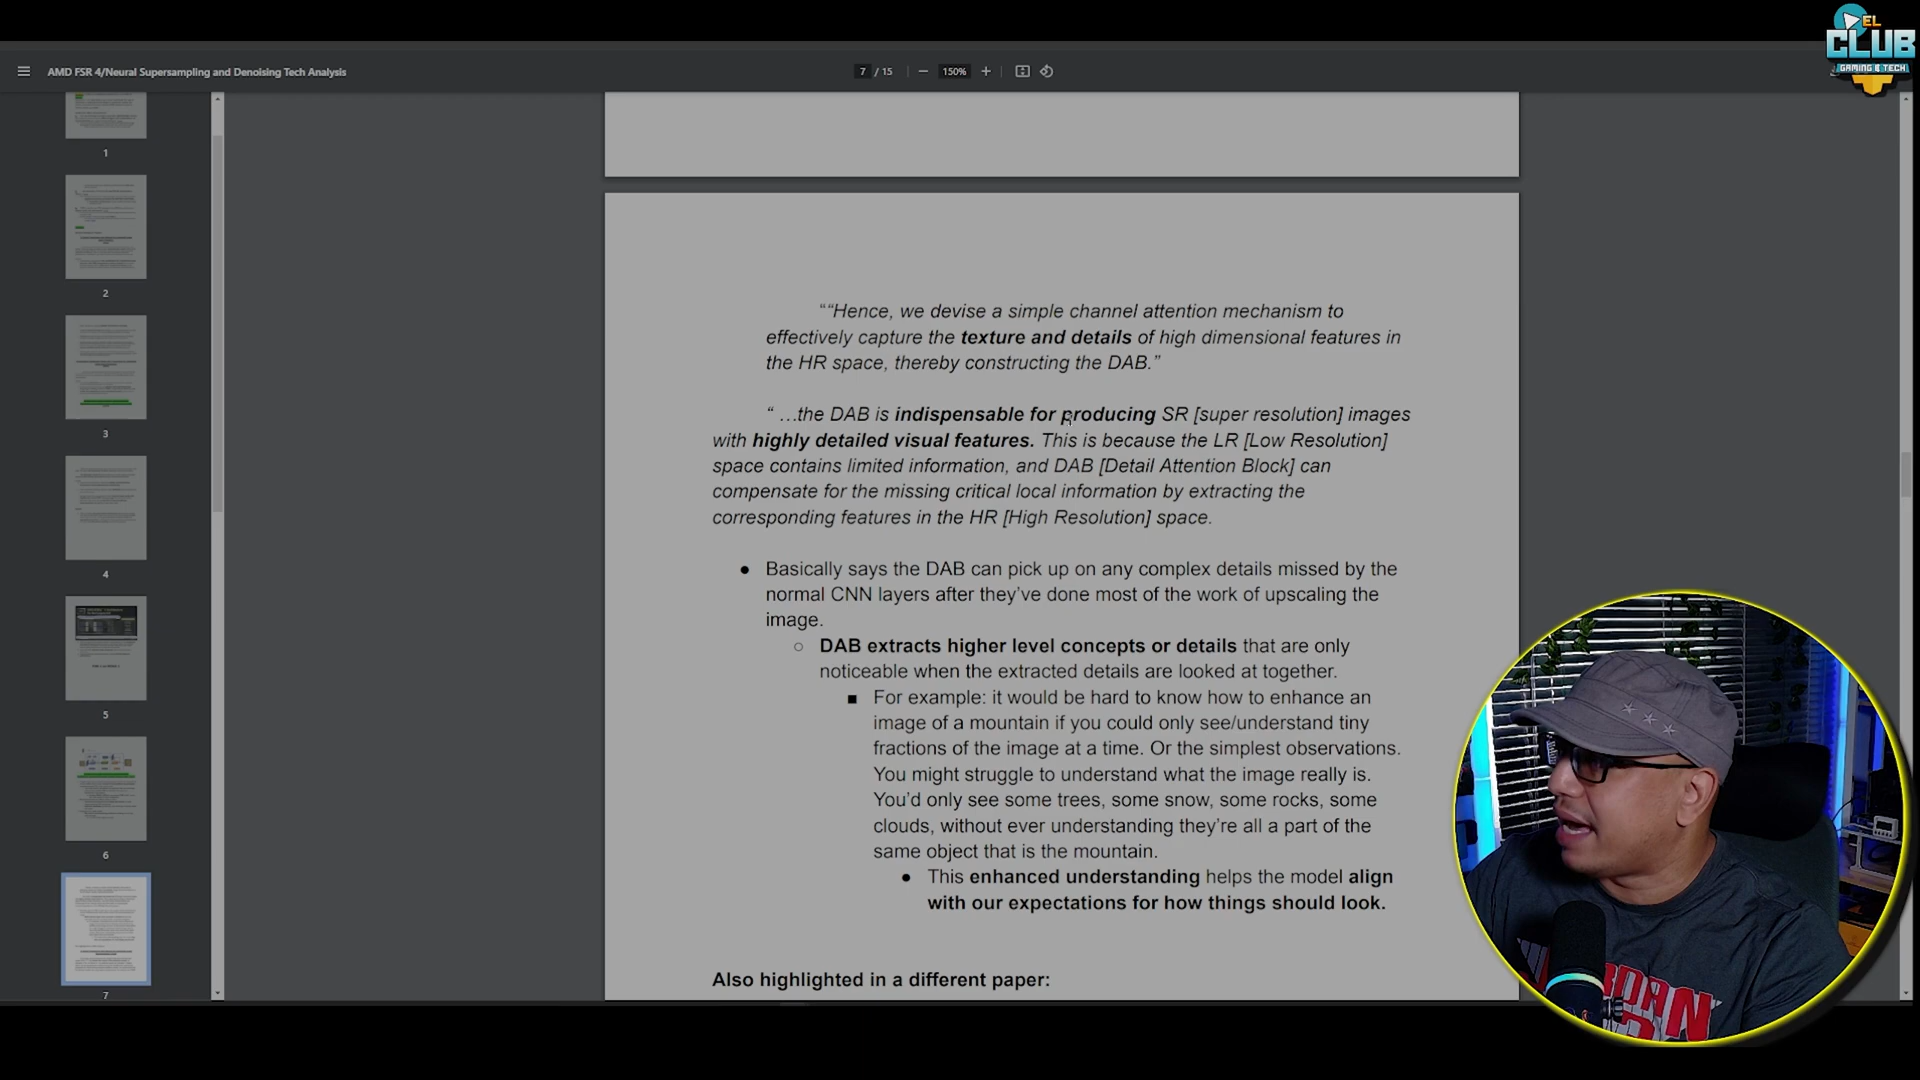 EL
CLUB
GAMING & TECH
AMD FSR 4/Neural Supersampling and Denoising Tech Analysis
7 / 15
150%
1
2
3
4
5
6
7
““Hence, we devise a simple channel attention mechanism to
effectively capture the texture and details of high dimensional features in
the HR space, thereby constructing the DAB.”
“ …the DAB is indispensable for producing SR [super resolution] images
with highly detailed visual features. This is because the LR [Low Resolution]
space contains limited information, and DAB [Detail Attention Block] can
compensate for the missing critical local information by extracting the
corresponding features in the HR [High Resolution] space.
● Basically says the DAB can pick up on any complex details missed by the
normal CNN layers after they’ve done most of the work of upscaling the
image.
○ DAB extracts higher level concepts or details that are only
noticeable when the extracted details are looked at together.
■ For example: it would be hard to know how to enhance an
image of a mountain if you could only see/understand tiny
fractions of the image at a time. Or the simplest observations.
You might struggle to understand what the image really is.
You’d only see some trees, some snow, some rocks, some
clouds, without ever understanding they’re all a part of the
same object that is the mountain.
● This enhanced understanding helps the model align
with our expectations for how things should look.
Also highlighted in a different paper: